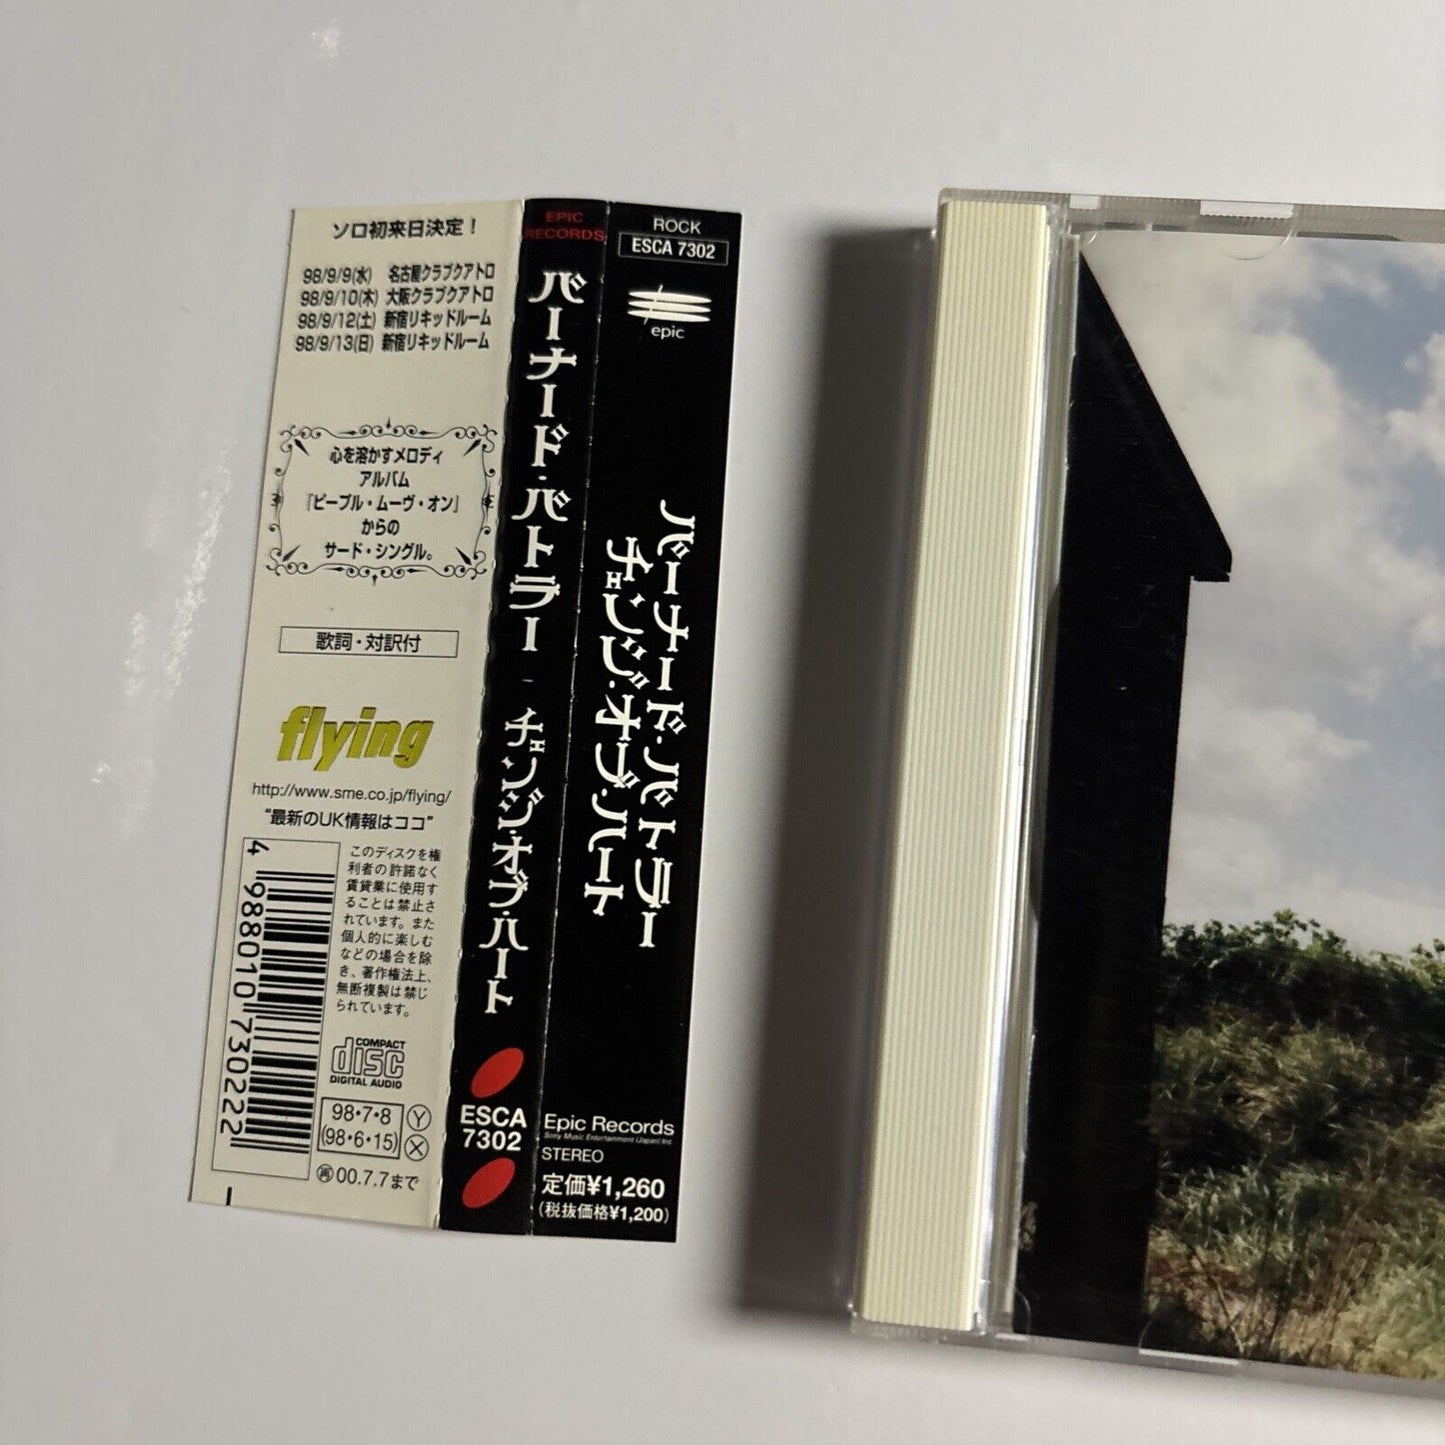 ソロ初来日決定!
98/9/9(水) 名古屋クラブクアトロ
98/9/10(木) 大阪クラブクアトロ
98/9/12(土) 新宿リキッドルーム
98/9/13(日) 新宿リキッドルーム
心を溶かすメロディ
アルバム
『ピープル・ムーヴ・オン』
からの
サード・シングル。
歌詞・対訳付
flying
http://www.sme.co.jp/flying/
“最新のUK情報はココ”
4 988010 730222
このディスクを権
利者の許諾なく
賃貸業に使用す
ることは禁止さ
れています。また
個人的に楽しむ
などの場合を除
き、著作権法上、
無断複製は禁じ
られています。
COMPACT
disc
DIGITAL AUDIO
98・7・8 Ⓨ
(98・6・15) Ⓧ
再00.7.7まで
EPIC
RECORDS
バーナード・バトラー
チェンジ・オブ・ハート
ESCA
7302
ROCK
ESCA 7302
epic
バーナード・バトラー
チェンジ・オブ・ハート
Epic Records
Sony Music Entertainment (Japan) Inc.
STEREO
定価¥1,260
(税抜価格¥1,200)